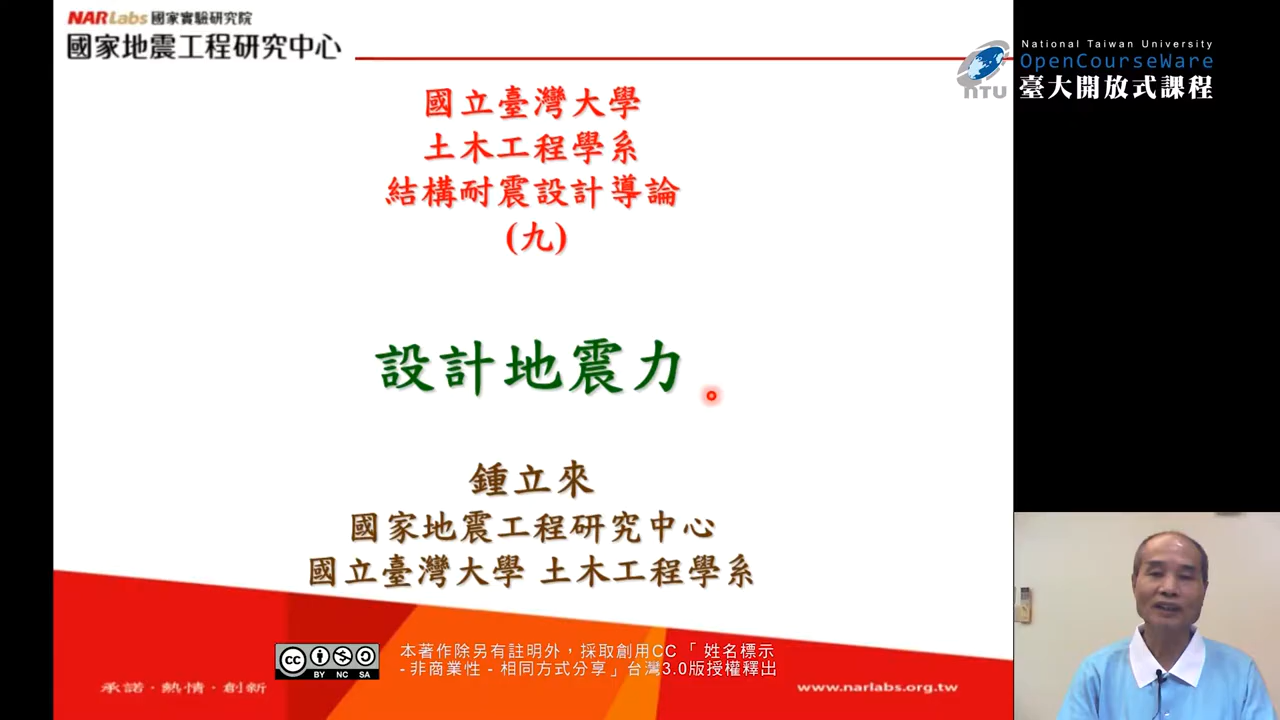 NARLabs 國家實驗研究院
國家地震工程研究中心
National Taiwan University
OpenCourseWare
NTU 臺大開放式課程
國立臺灣大學
土木工程學系
結構耐震設計導論
(九)
設計地震力
鍾立來
國家地震工程研究中心
國立臺灣大學 土木工程學系
cc BY NC SA
本著作除另有註明外，採取創用CC「 姓名標示
- 非商業性 - 相同方式分享」台灣3.0版授權釋出
承諾·熱情·創新
www.narlabs.org.tw